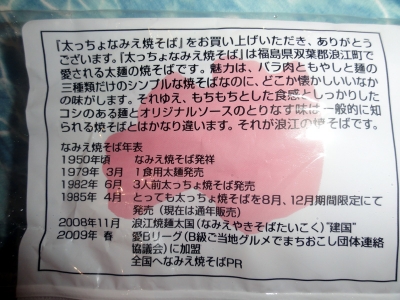 『太っちょなみえ焼そば』をお買い上げいただき、ありがとう
ございます。『太っちょなみえ焼そば』は福島県双葉郡浪江町で
愛される太麺の焼そばです。魅力は、バラ肉ともやしと麺の
三種類だけのシンプルな焼そばなのに、どこか懐かしいいなか
の味がします。それゆえ、もちもちとした食感としっかりした
コシのある麺とオリジナルソースのとりなす味は一般的に知
られる焼そばとはかなり違います。それが浪江の焼そばです。
なみえ焼そば年表
1950年頃 なみえ焼そば発祥
1979年 3月 1食用太麺発売
1982年 6月 3人前太っちょ焼そば発売
1985年 4月 とっても太っちょ焼そばを8月、12月期間限定にて
発売(現在は通年販売)
2008年11月 浪江焼麺太国(なみえやきそばたいこく)"建国"
2009年 春 愛Bリーグ(B級ご当地グルメでまちおこし団体連絡
協議会)に加盟
全国へなみえ焼そばPR